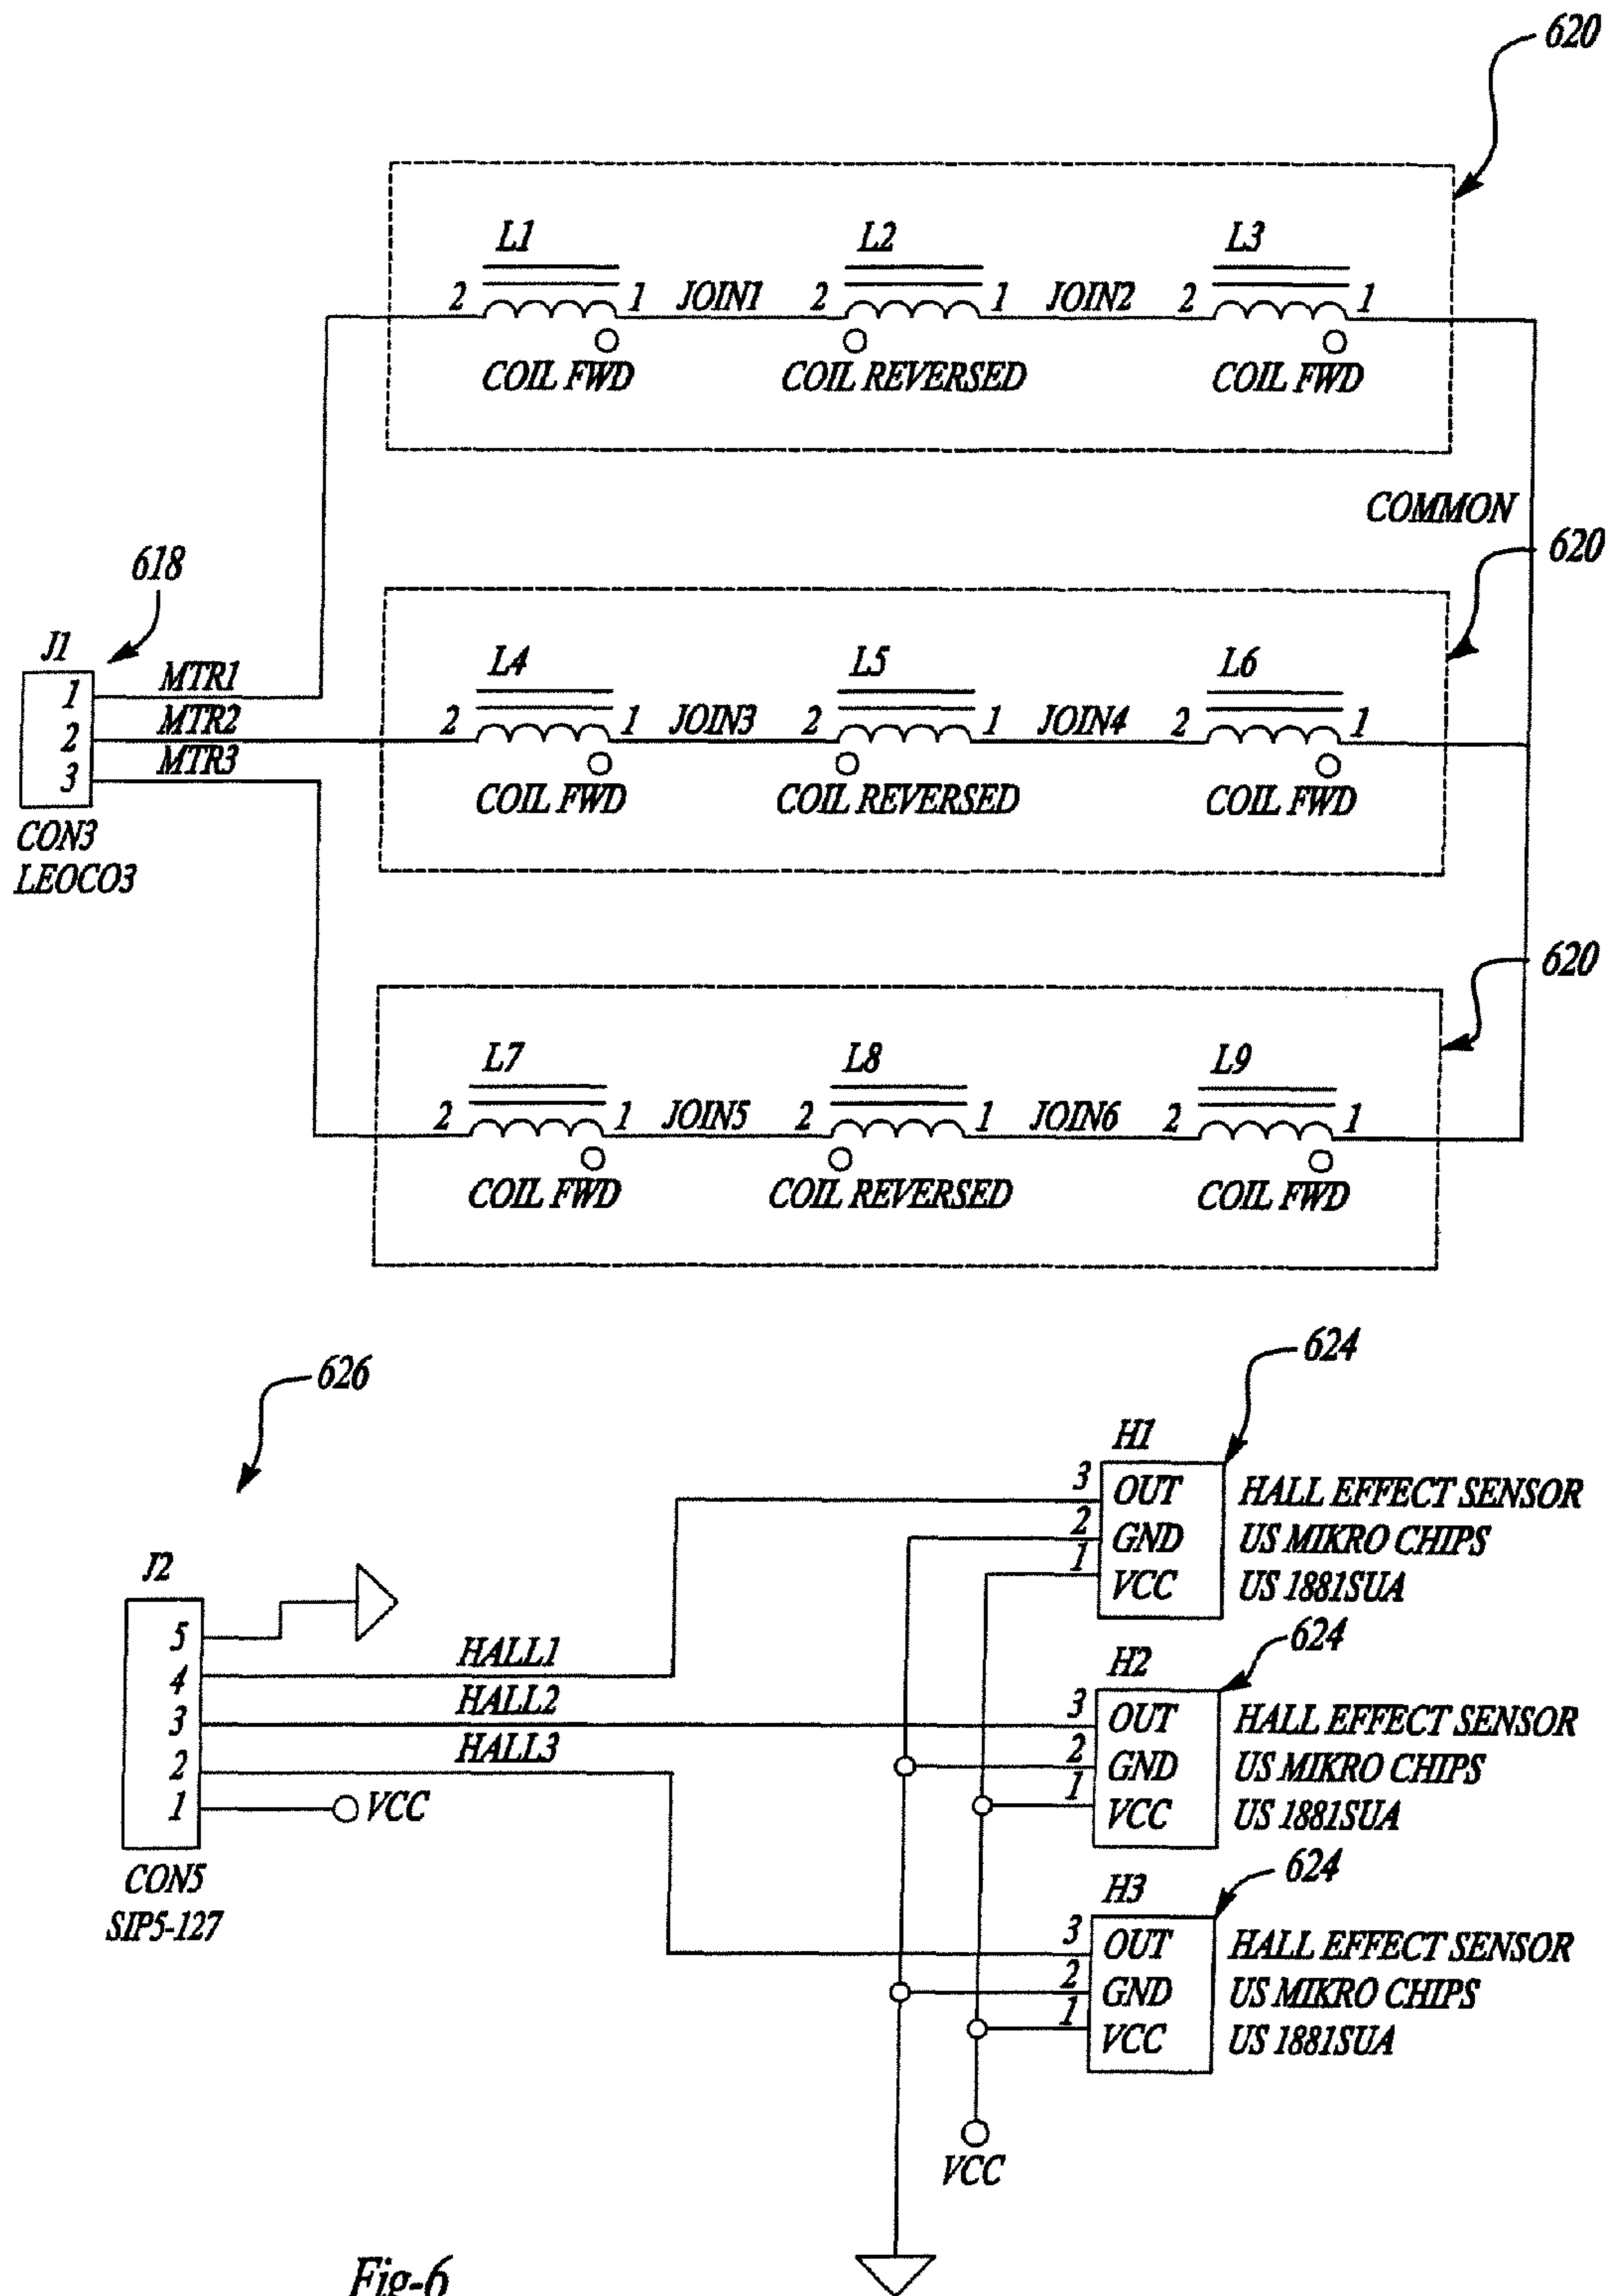 620
L1 L2 L3
2 1 JOIN1 2 1 JOIN2 2 1
COIL FWD COIL REVERSED COIL FWD
COMMON
620
618
J1
1 MTR1
2 MTR2
3 MTR3
CON3
LEOCO3
L4 L5 L6
2 1 JOIN3 2 1 JOIN4 2 1
COIL FWD COIL REVERSED COIL FWD
620
L7 L8 L9
2 1 JOIN5 2 1 JOIN6 2 1
COIL FWD COIL REVERSED COIL FWD
626
J2
5
4 HALL1
3 HALL2
2 HALL3
1 VCC
CON5
SIP5-127
624
H1
3 OUT HALL EFFECT SENSOR
2 GND US MIKRO CHIPS
1 VCC US 1881SUA
624
H2
3 OUT HALL EFFECT SENSOR
2 GND US MIKRO CHIPS
1 VCC US 1881SUA
624
H3
3 OUT HALL EFFECT SENSOR
2 GND US MIKRO CHIPS
1 VCC US 1881SUA
VCC
Fig-6